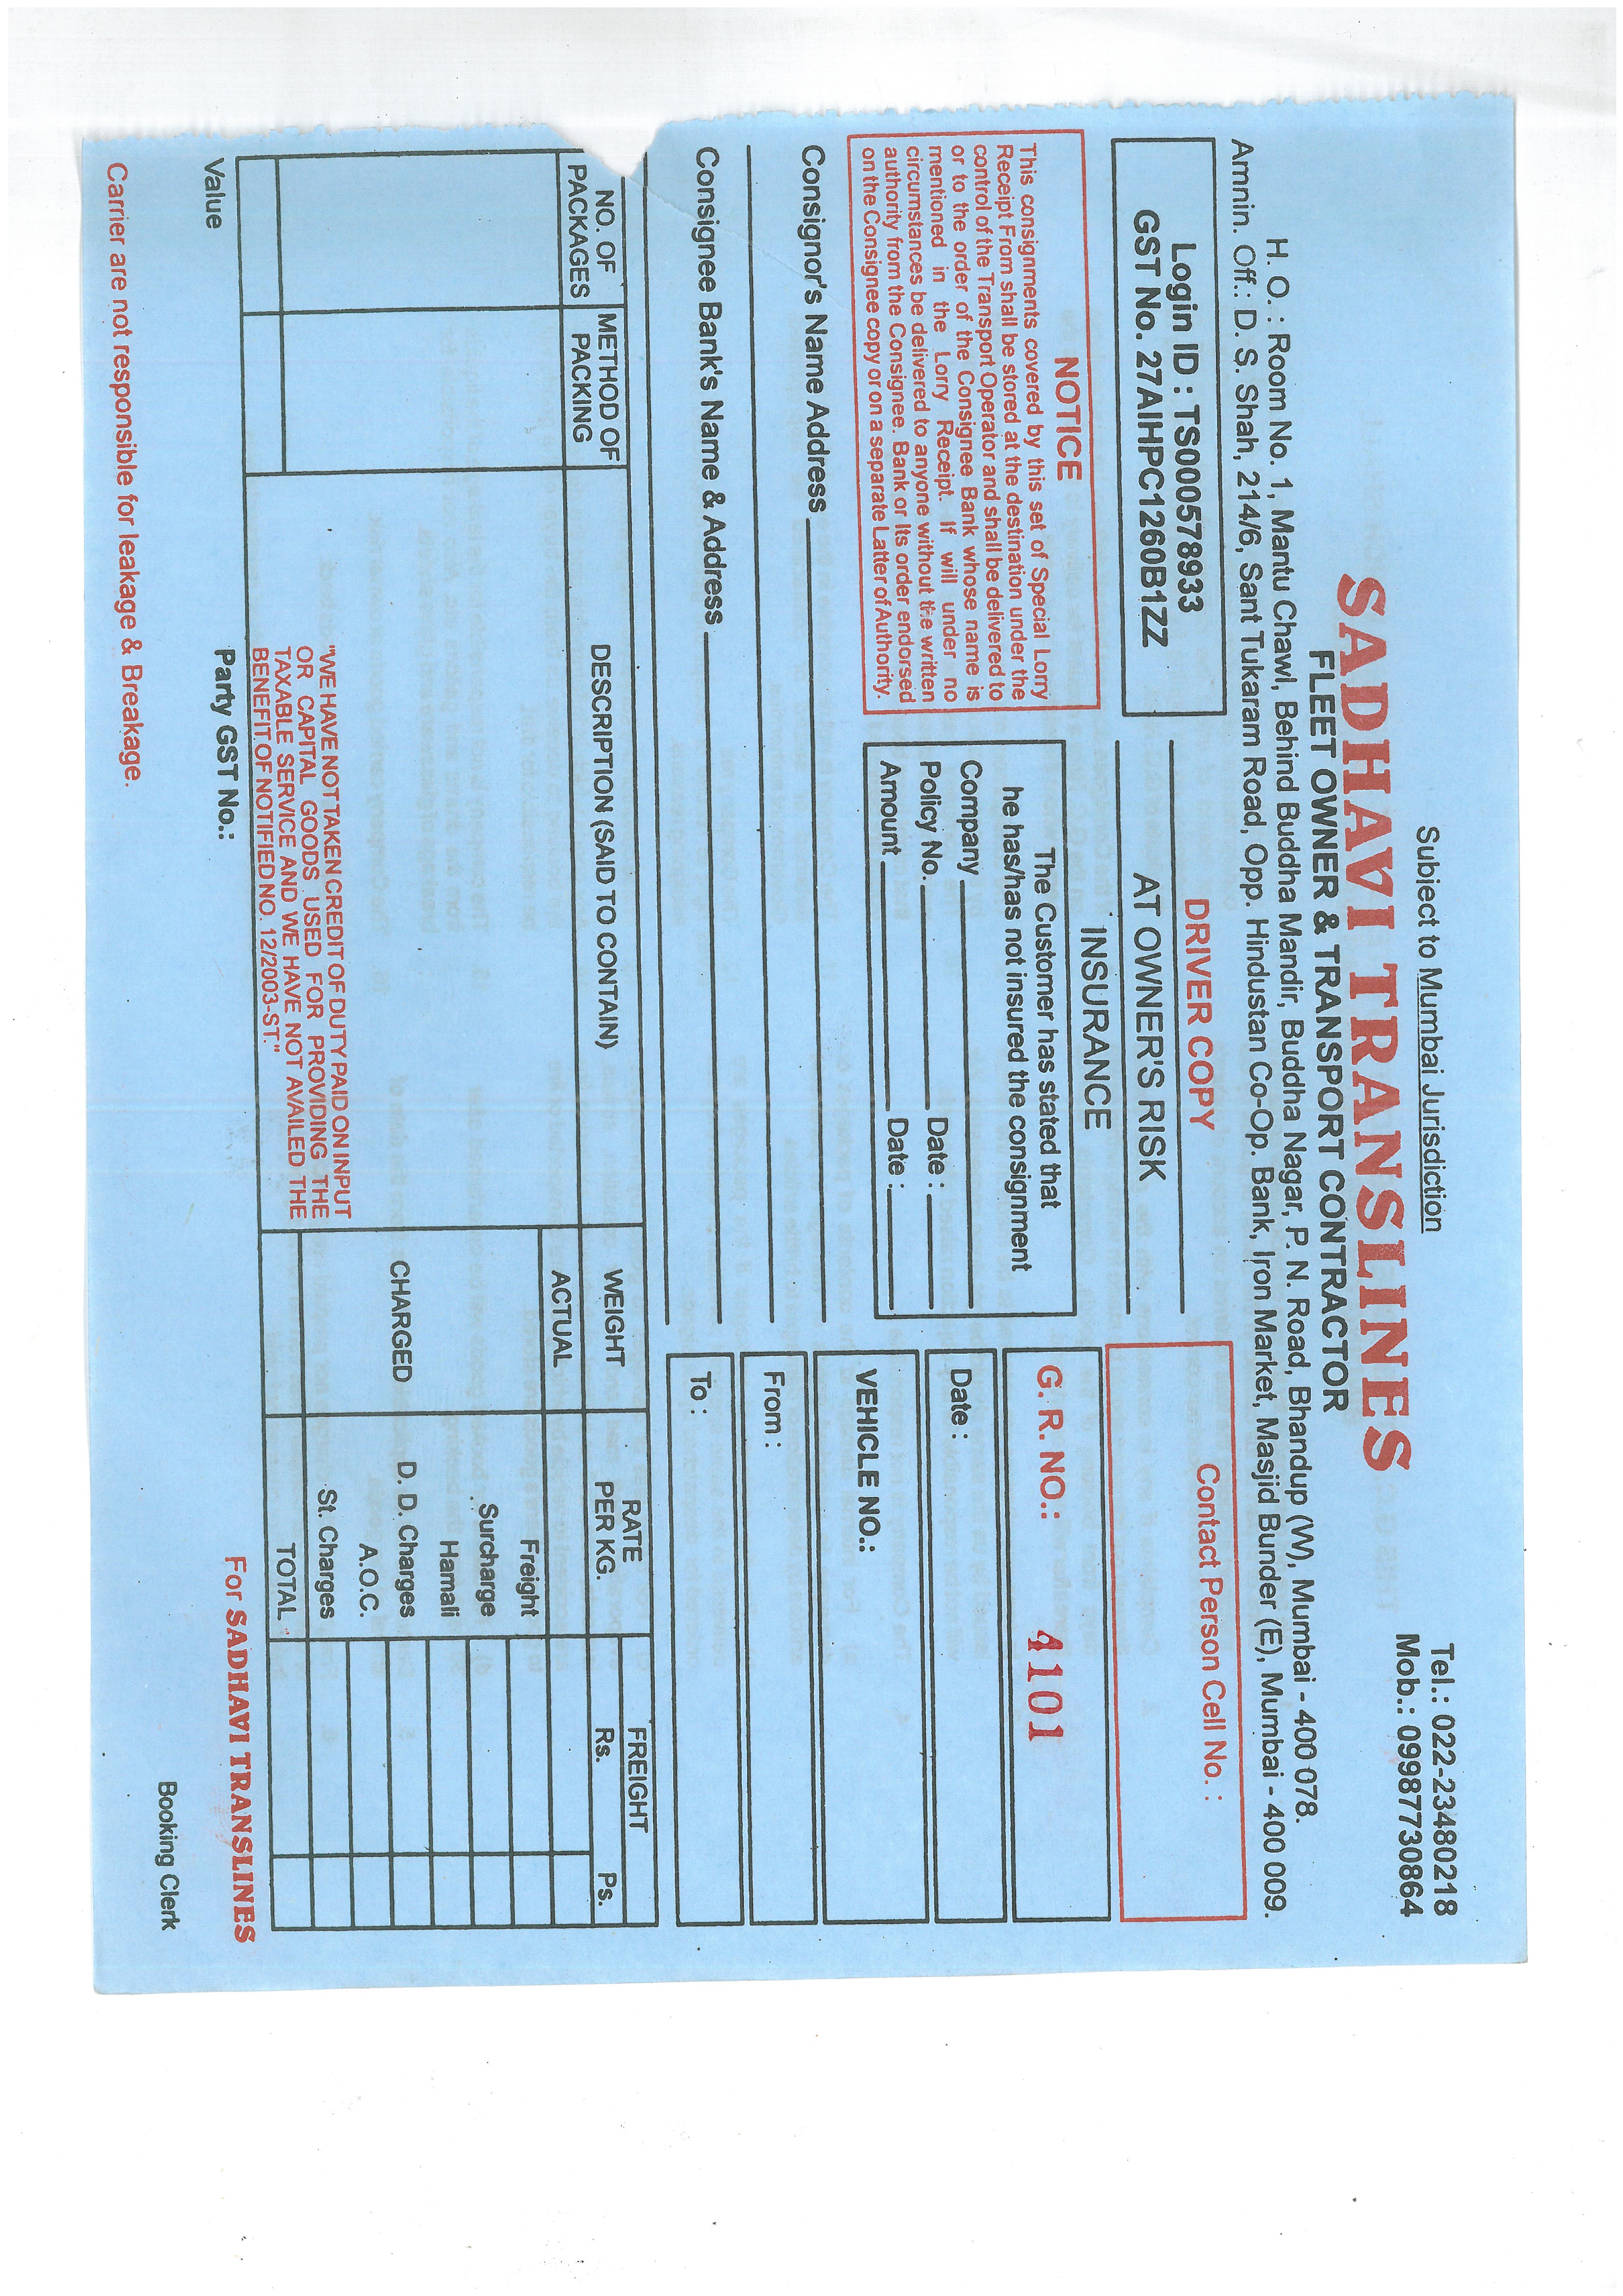 Subject to Mumbai Jurisdiction
Tel.: 022-23480218
Mob.: 09987730864
SADHAVI TRANSLINES
FLEET OWNER & TRANSPORT CONTRACTOR
H. O. : Room No. 1, Mantu Chawl, Behind Buddha Mandir, Buddha Nagar, P. N. Road, Bhandup (W), Mumbai - 400 078.
Amnin. Off.: D. S. Shah, 214/6, Sant Tukaram Road, Opp. Hindustan Co-Op. Bank, Iron Market, Masjid Bunder (E), Mumbai - 400 009.
Login ID : TS000578933
GST No. 27AIHPC1260B1ZZ
NOTICE
This consignments covered by this set of Special Lorry
Receipt From shall be stored at the destination under the
control of the Transport Operator and shall be delivered to
or to the order of the Consignee Bank whose name is
mentioned in the Lorry Receipt. If will under no
circumstances be delivered to anyone without the written
authority from the Consignee. Bank or Its order endorsed
on the Consignee copy or on a separate Latter of Authority.
DRIVER COPY
AT OWNER'S RISK
INSURANCE
The Customer has stated that
he has/has not insured the consignment
Company
Policy No. Date :
Amount Date :
Contact Person Cell No. :
G. R. NO.: 4101
Date :
VEHICLE NO.:
From :
To :
Consignor's Name Address
Consignee Bank's Name & Address
NO. OF PACKAGES
METHOD OF PACKING
DESCRIPTION (SAID TO CONTAIN)
WEIGHT
ACTUAL
CHARGED
RATE PER KG.
FREIGHT
Rs. Ps.
Freight
Surcharge
Hamali
D. D. Charges
A.O.C.
St. Charges
TOTAL
"WE HAVE NOT TAKEN CREDIT OF DUTY PAID ON INPUT
OR CAPITAL GOODS USED FOR PROVIDING THE
TAXABLE SERVICE AND WE HAVE NOT AVAILED THE
BENEFIT OF NOTIFIED NO. 12/2003-ST."
Value
Party GST No.:
For SADHAVI TRANSLINES
Booking Clerk
Carrier are not responsible for leakage & Breakage.